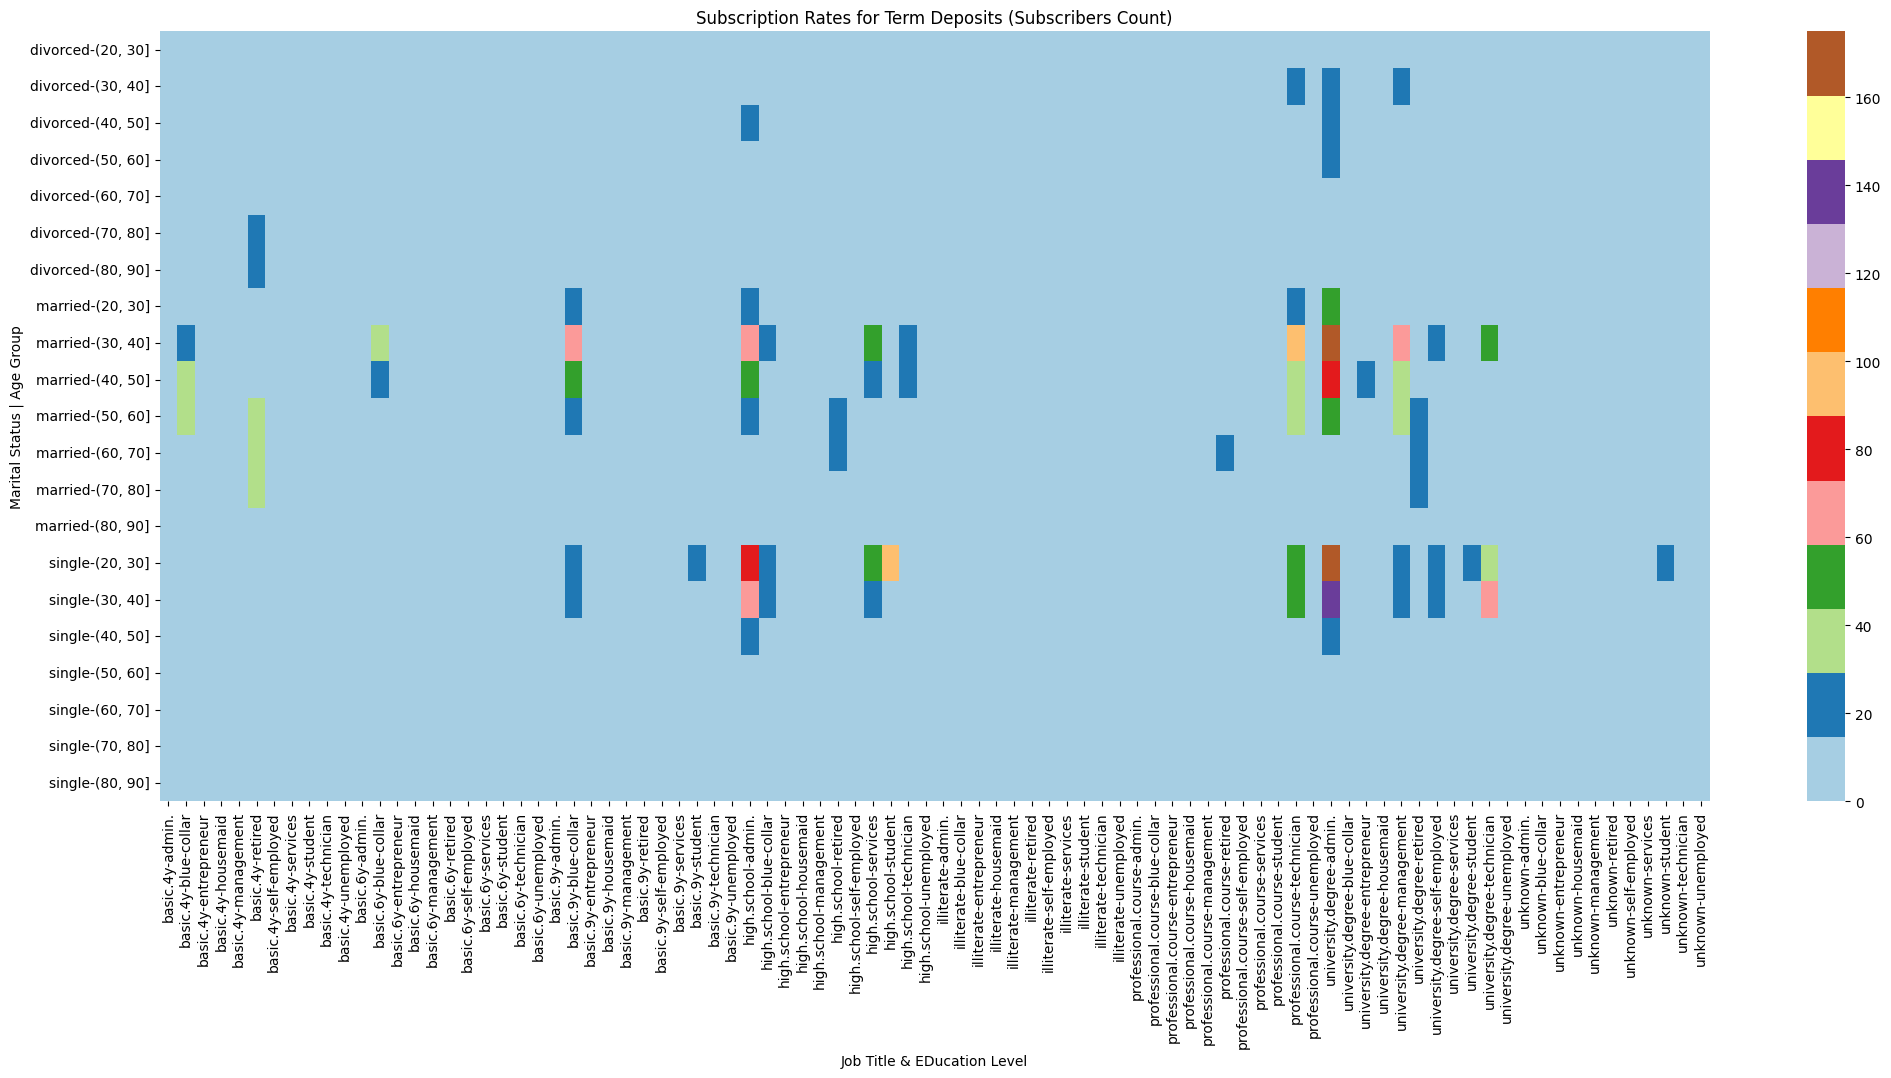 Subscription Rates for Term Deposits (Subscribers Count)
Marital Status | Age Group
divorced-(20, 30]
divorced-(30, 40]
divorced-(40, 50]
divorced-(50, 60]
divorced-(60, 70]
divorced-(70, 80]
divorced-(80, 90]
married-(20, 30]
married-(30, 40]
married-(40, 50]
married-(50, 60]
married-(60, 70]
married-(70, 80]
married-(80, 90]
single-(20, 30]
single-(30, 40]
single-(40, 50]
single-(50, 60]
single-(60, 70]
single-(70, 80]
single-(80, 90]
160
140
120
100
80
60
40
20
0
basic.4y-admin.
basic.4y-blue-collar
basic.4y-entrepreneur
basic.4y-housemaid
basic.4y-management
basic.4y-retired
basic.4y-self-employed
basic.4y-services
basic.4y-student
basic.4y-technician
basic.4y-unemployed
basic.6y-admin.
basic.6y-blue-collar
basic.6y-entrepreneur
basic.6y-housemaid
basic.6y-management
basic.6y-retired
basic.6y-self-employed
basic.6y-services
basic.6y-student
basic.6y-technician
basic.6y-unemployed
basic.9y-admin.
basic.9y-blue-collar
basic.9y-entrepreneur
basic.9y-housemaid
basic.9y-management
basic.9y-retired
basic.9y-self-employed
basic.9y-services
basic.9y-student
basic.9y-technician
basic.9y-unemployed
high.school-admin.
high.school-blue-collar
high.school-entrepreneur
high.school-housemaid
high.school-management
high.school-retired
high.school-self-employed
high.school-services
high.school-student
high.school-technician
high.school-unemployed
illiterate-admin.
illiterate-blue-collar
illiterate-entrepreneur
illiterate-housemaid
illiterate-management
illiterate-retired
illiterate-self-employed
illiterate-services
illiterate-student
illiterate-technician
illiterate-unemployed
professional.course-admin.
professional.course-blue-collar
professional.course-entrepreneur
professional.course-housemaid
professional.course-management
professional.course-retired
professional.course-self-employed
professional.course-services
professional.course-student
professional.course-technician
professional.course-unemployed
university.degree-admin.
university.degree-blue-collar
university.degree-entrepreneur
university.degree-housemaid
university.degree-management
university.degree-retired
university.degree-self-employed
university.degree-services
university.degree-student
university.degree-technician
university.degree-unemployed
unknown-admin.
unknown-blue-collar
unknown-entrepreneur
unknown-housemaid
unknown-management
unknown-retired
unknown-self-employed
unknown-services
unknown-student
unknown-technician
unknown-unemployed
Job Title & EDucation Level